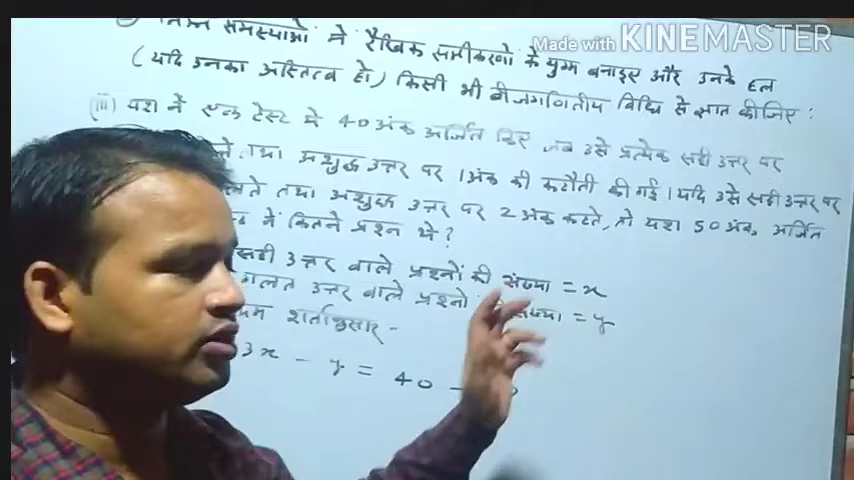 Made with KINEMASTER
निम्न समस्याओं में रैखिक समीकरणों के युग्म बनाइए और उनके हल
(यदि उनका अस्तित्व हो) किसी भी बीजगणितीय विधि से ज्ञात कीजिए :
(iii) यश ने एक टेस्ट में 40 अंक अर्जित किए जब उसे प्रत्येक सही उत्तर पर
तथा अशुद्ध उत्तर पर 1 अंक की कटौती की गई। यदि उसे सही उत्तर पर
तथा अशुद्ध उत्तर पर 2 अंक कटते, तो यश 50 अंक अर्जित
में कितने प्रश्न थे?
सही उत्तर वाले प्रश्नों की संख्या = x
गलत उत्तर वाले प्रश्नों संख्या = y
शर्तानुसार -
3x - y = 40 -